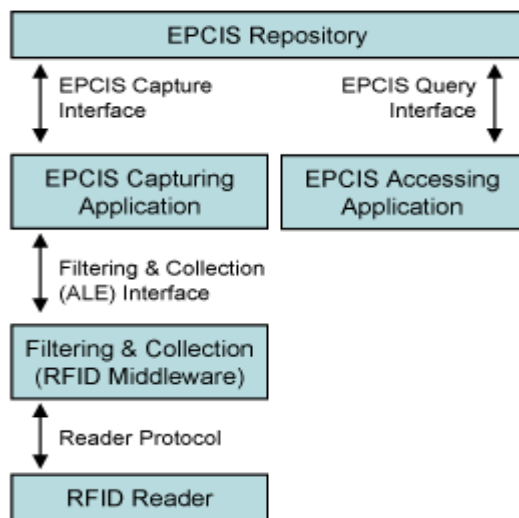 EPCIS Repository
EPCIS Capture
Interface
EPCIS Query
Interface
EPCIS Capturing
Application
EPCIS Accessing
Application
Filtering & Collection
(ALE) Interface
Filtering & Collection
(RFID Middleware)
Reader Protocol
RFID Reader